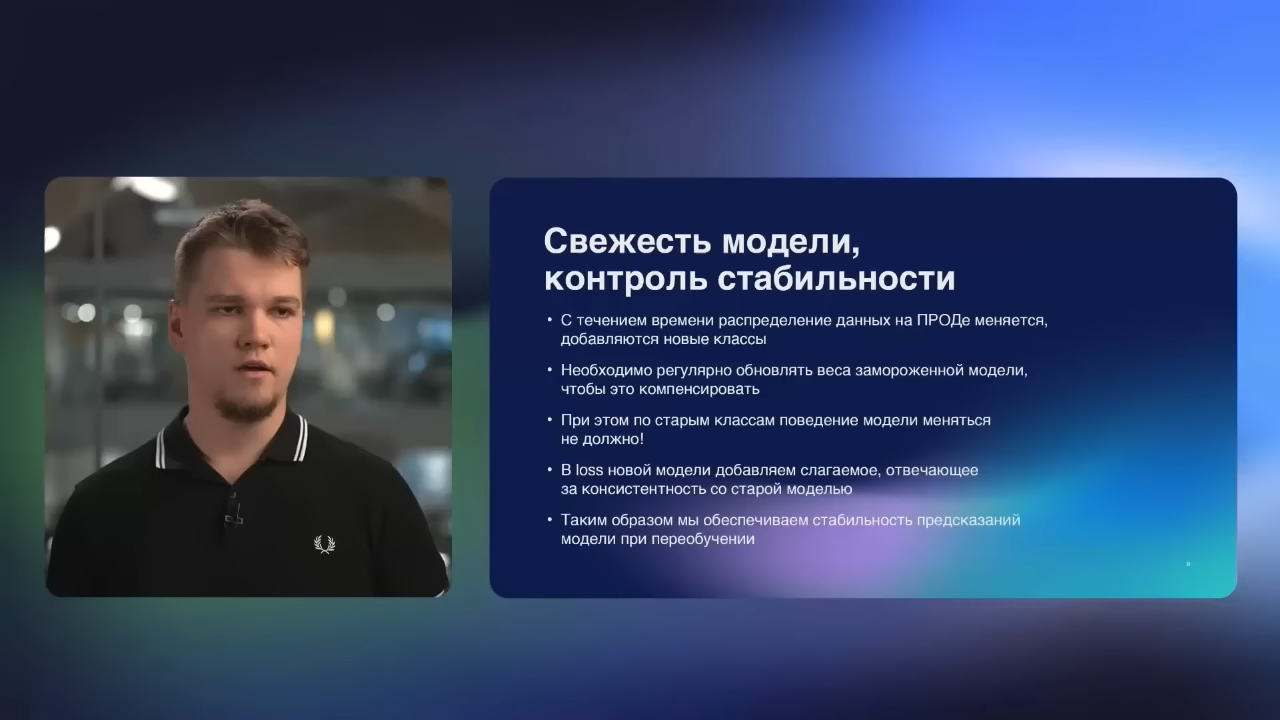 Свежесть модели,
контроль стабильности
• С течением времени распределение данных на ПРОДе меняется,
добавляются новые классы
• Необходимо регулярно обновлять веса замороженной модели,
чтобы это компенсировать
• При этом по старым классам поведение модели меняться
не должно!
• В loss новой модели добавляем слагаемое, отвечающее
за консистентность со старой моделью
• Таким образом мы обеспечиваем стабильность предсказаний
модели при переобучении